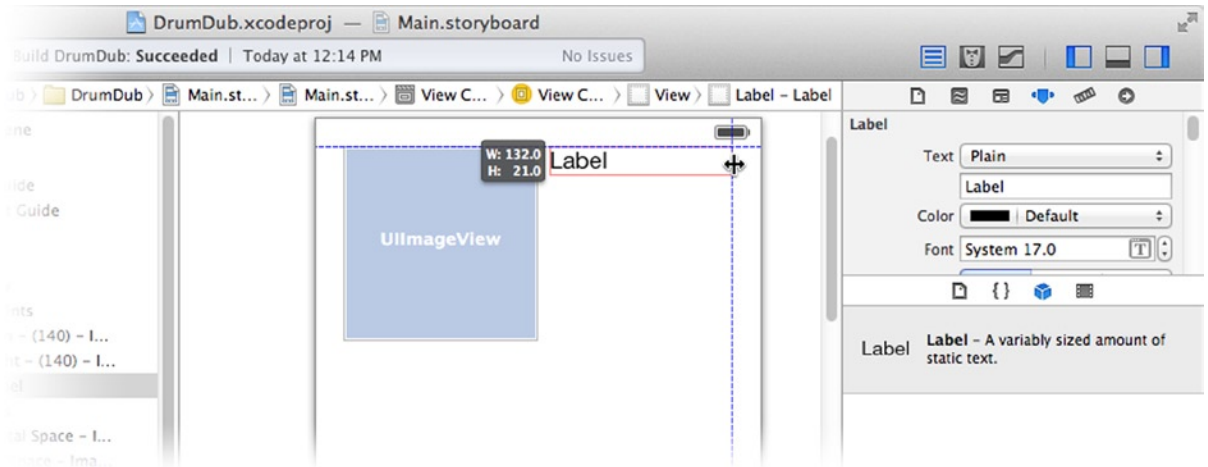 DrumDub.xcodeproj — Main.storyboard
Build DrumDub: Succeeded | Today at 12:14 PM No Issues
DrumDub Main.st... Main.st... View C... View C... View Label – Label
Label
Text Plain
Label
Color Default
Font System 17.0
W: 132.0
H: 21.0
Label
UIImageView
Guide
– (140) – I...
– (140) – I...
Space – I...
Label
Label – A variably sized amount of
static text.